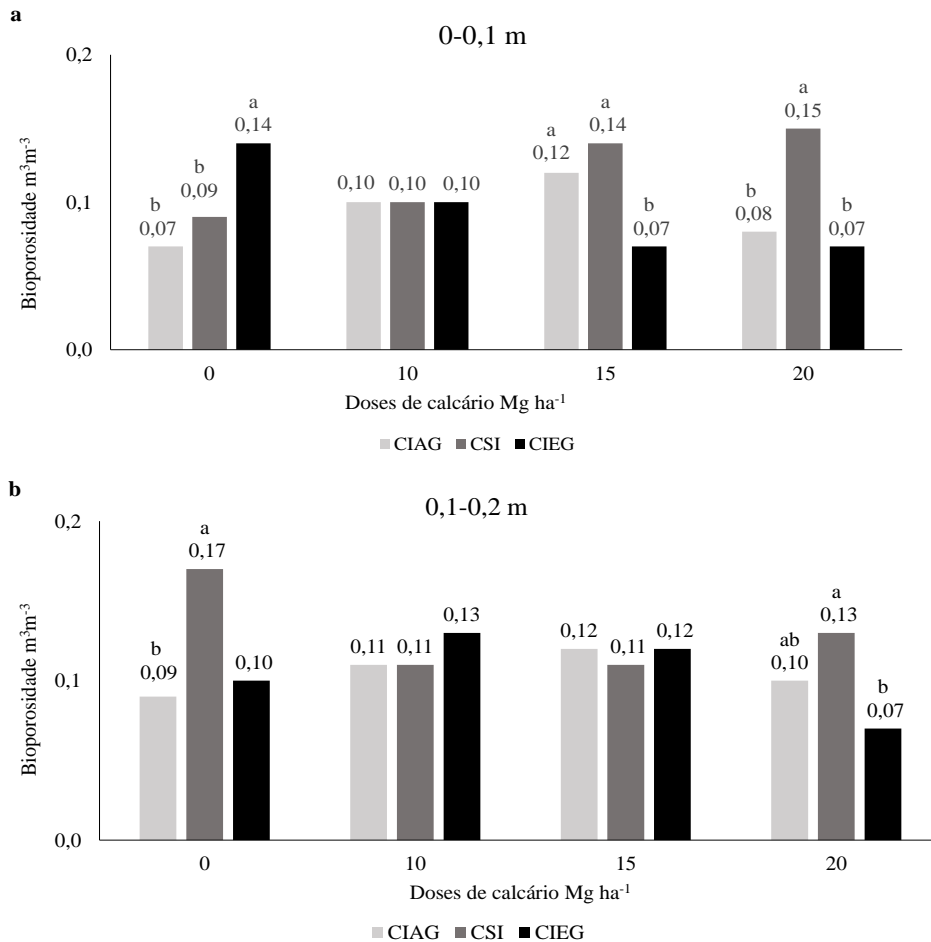 a
0-0,1 m
0,2
0,1
0,0
Bioporosidade m³m⁻³
b
0,07
b
0,09
a
0,14
0,10
0,10
0,10
a
0,12
a
0,14
b
0,07
b
0,08
a
0,15
b
0,07
0
10
15
20
Doses de calcário Mg ha⁻¹
CIAG CSI CIEG
b
0,1-0,2 m
0,2
0,1
0,0
Bioporosidade m³m⁻³
b
0,09
a
0,17
0,10
0,11
0,11
0,13
0,12
0,11
0,12
ab
0,10
a
0,13
b
0,07
0
10
15
20
Doses de calcário Mg ha⁻¹
CIAG CSI CIEG